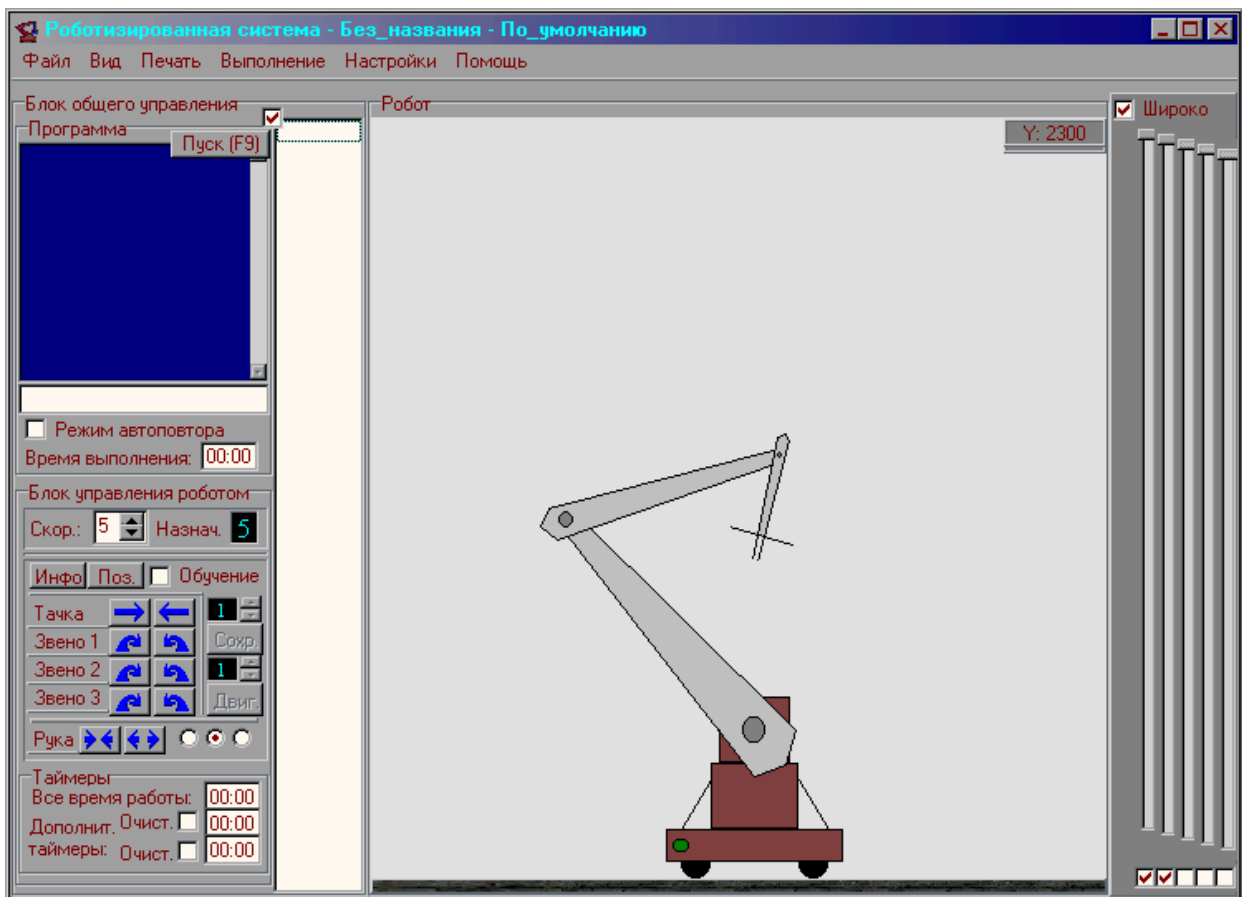 Роботизированная система - Без_названия - По_умолчанию
Файл Вид Печать Выполнение Настройки Помощь
Блок общего управления
Программа
Пуск (F9)
Режим автоповтора
Время выполнения: 00:00
Блок управления роботом
Скор.: 5 Назнач. 5
Инфо Поз. Обучение
Тачка 1
Звено 1 Сохр.
Звено 2 1
Звено 3 Двиг.
Рука
Таймеры
Все время работы: 00:00
Дополнит. Очист. 00:00
таймеры: Очист. 00:00
Робот
Y: 2300
Широко